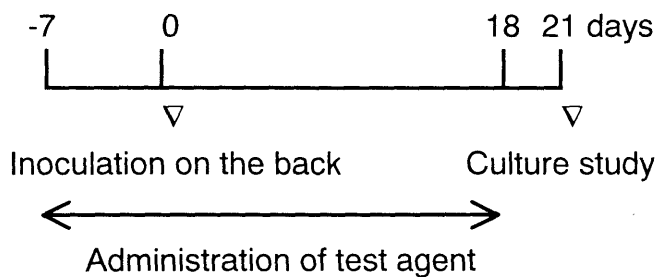 -7 0 18 21 days
Inoculation on the back Culture study
Administration of test agent